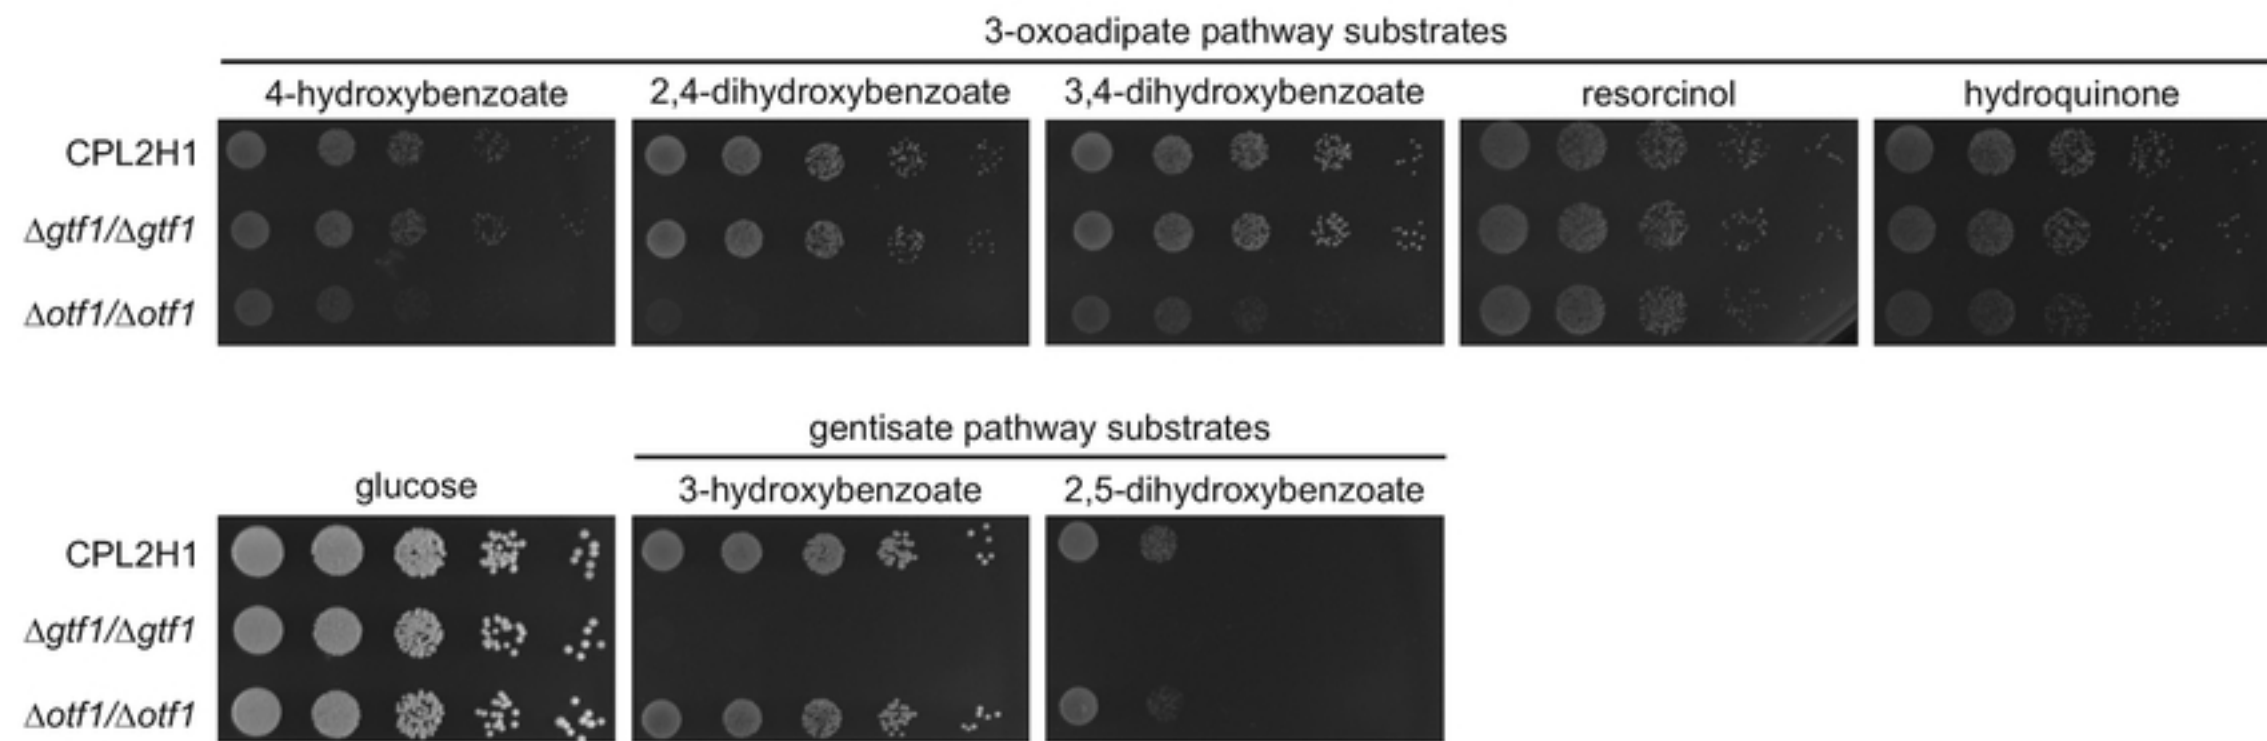 3-oxoadipate pathway substrates
4-hydroxybenzoate 2,4-dihydroxybenzoate 3,4-dihydroxybenzoate resorcinol hydroquinone
CPL2H1
Δgtf1/Δgtf1
Δotf1/Δotf1
gentisate pathway substrates
glucose 3-hydroxybenzoate 2,5-dihydroxybenzoate
CPL2H1
Δgtf1/Δgtf1
Δotf1/Δotf1